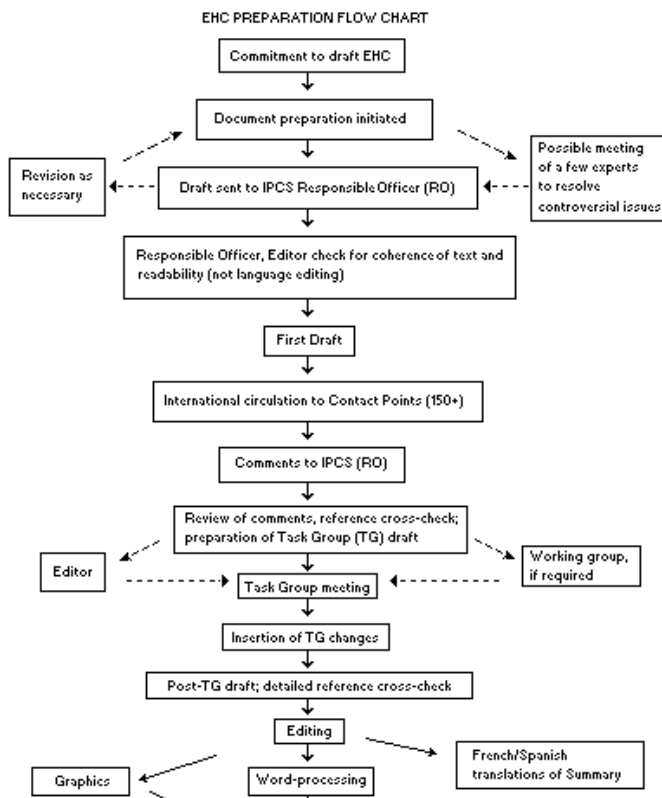 EHC PREPARATION FLOW CHART
Commitment to draft EHC
Document preparation initiated
Possible meeting
of a few experts
to resolve
controversial issues
Revision as
necessary
Draft sent to IPCS Responsible Officer (RO)
Responsible Officer, Editor check for coherence of text and
readability (not language editing)
First Draft
International circulation to Contact Points (150+)
Comments to IPCS (RO)
Review of comments, reference cross-check;
preparation of Task Group (TG) draft
Editor
Working group,
if required
Task Group meeting
Insertion of TG changes
Post-TG draft; detailed reference cross-check
Editing
French/Spanish
translations of Summary
Graphics
Word-processing